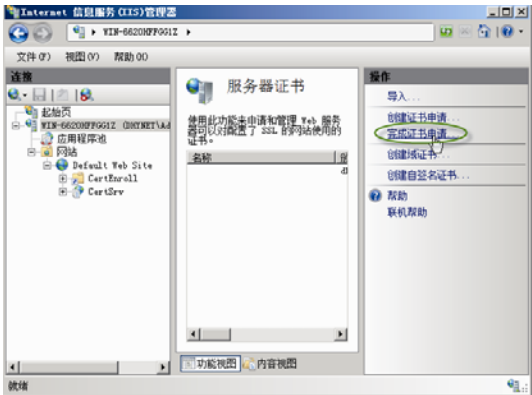 Internet 信息服务(IIS)管理器
WIN-6620HFFGG1Z
文件(F) 视图(V) 帮助(H)
连接
起始页
WIN-6620HFFGG1Z (DXTNET\Ad
应用程序池
网站
Default Web Site
CertEnroll
CertSrv
服务器证书
使用此功能来申请和管理 Web 服务
器可以对配置了 SSL 的网站使用的
证书。
名称
功能视图 内容视图
操作
导入...
创建证书申请...
完成证书申请...
创建域证书...
创建自签名证书...
帮助
联机帮助
就绪